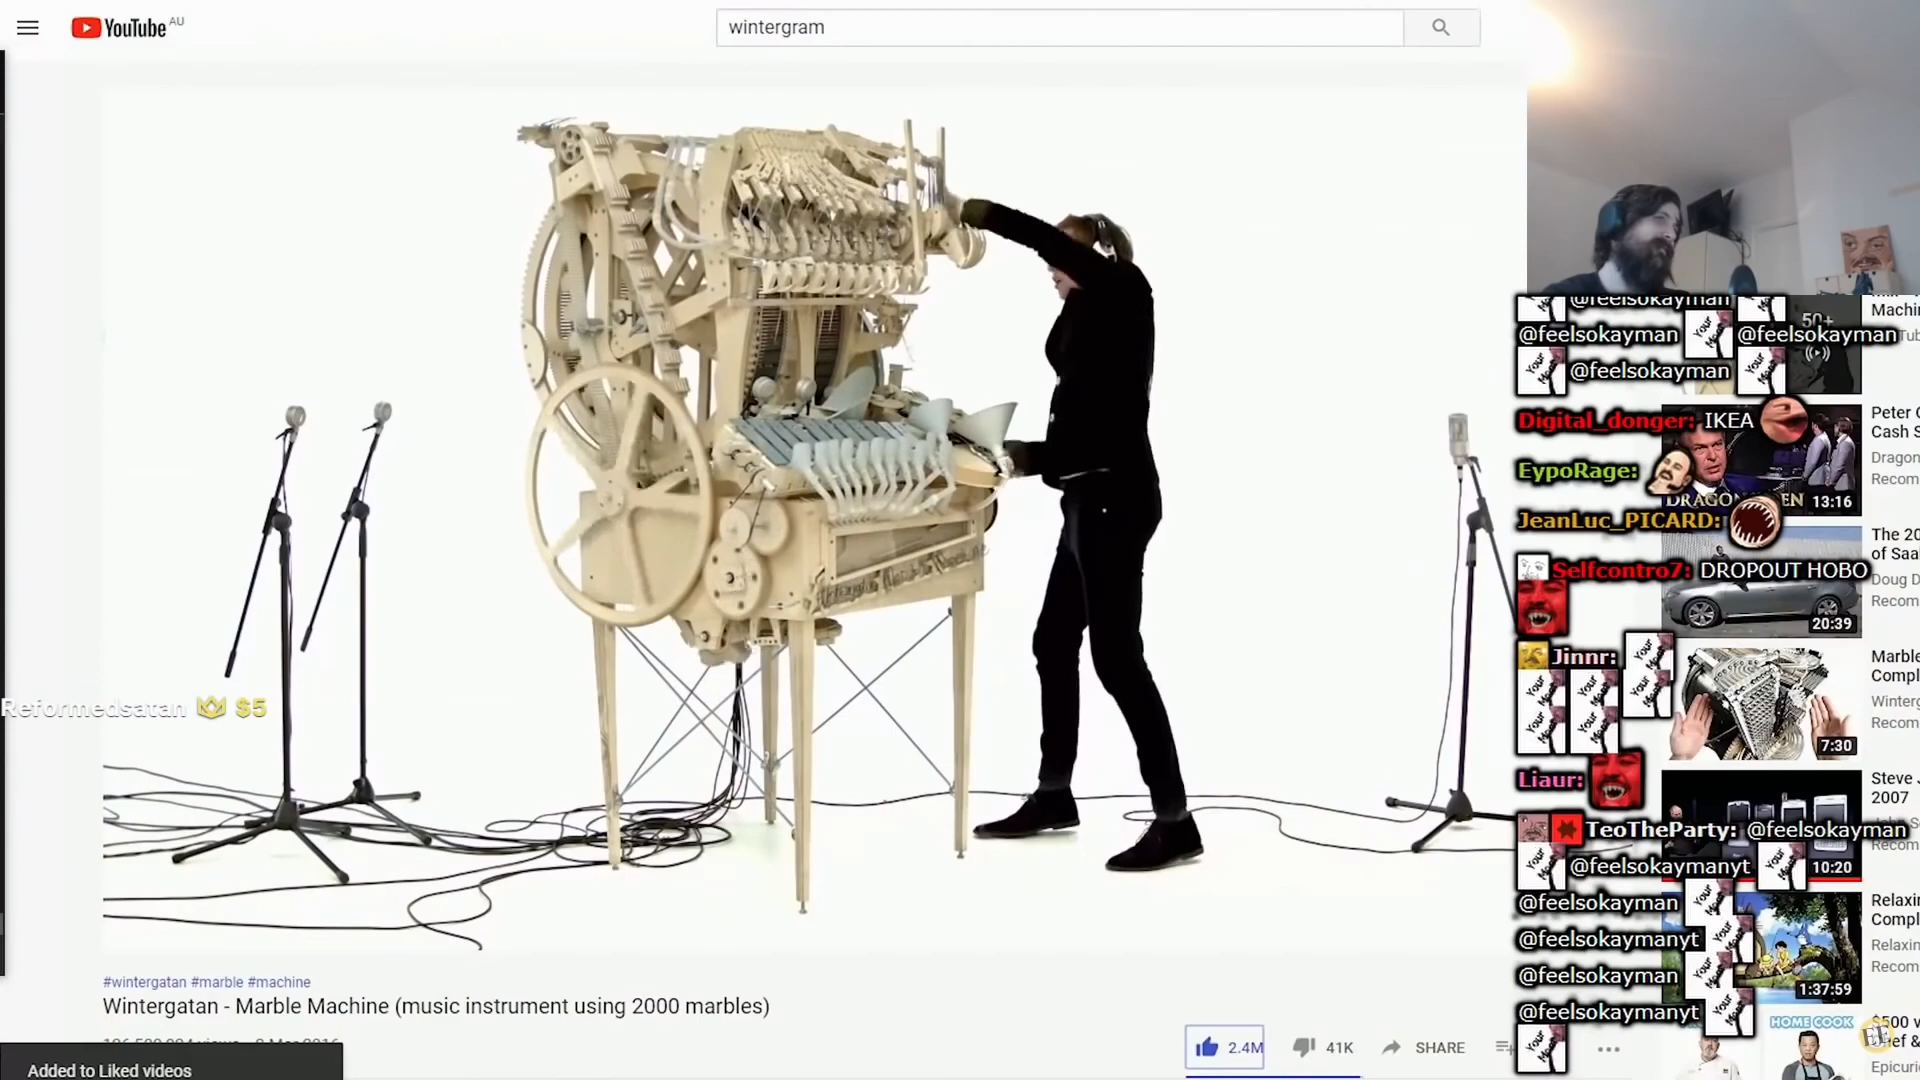 YouTube AU
wintergram
@feelsokayman
@feelsokayman @feelsokayman
@feelsokayman
50+
Digital_donger: IKEA
EypoRage:
13:16
JeanLuc_PICARD:
Selfcontro7: DROPOUT HOBO
20:39
Jinnr:
7:30
Liaur:
TeoTheParty: @feelsokayman
@feelsokaymanyt
10:20
@feelsokayman
@feelsokaymanyt
@feelsokayman
1:37:59
@feelsokaymanyt
HOME COOK
Peter
Cash
Dragon
Recom
The 20
of Saa
Doug D
Recom
Marble
Compl
Winterg
Recom
Steve J
2007
Recom
Relaxin
Compl
Relaxin
Recom
Epicuri
Reformedsatan $5
#wintergatan #marble #machine
Wintergatan - Marble Machine (music instrument using 2000 marbles)
2.4M 41K SHARE
Added to Liked videos